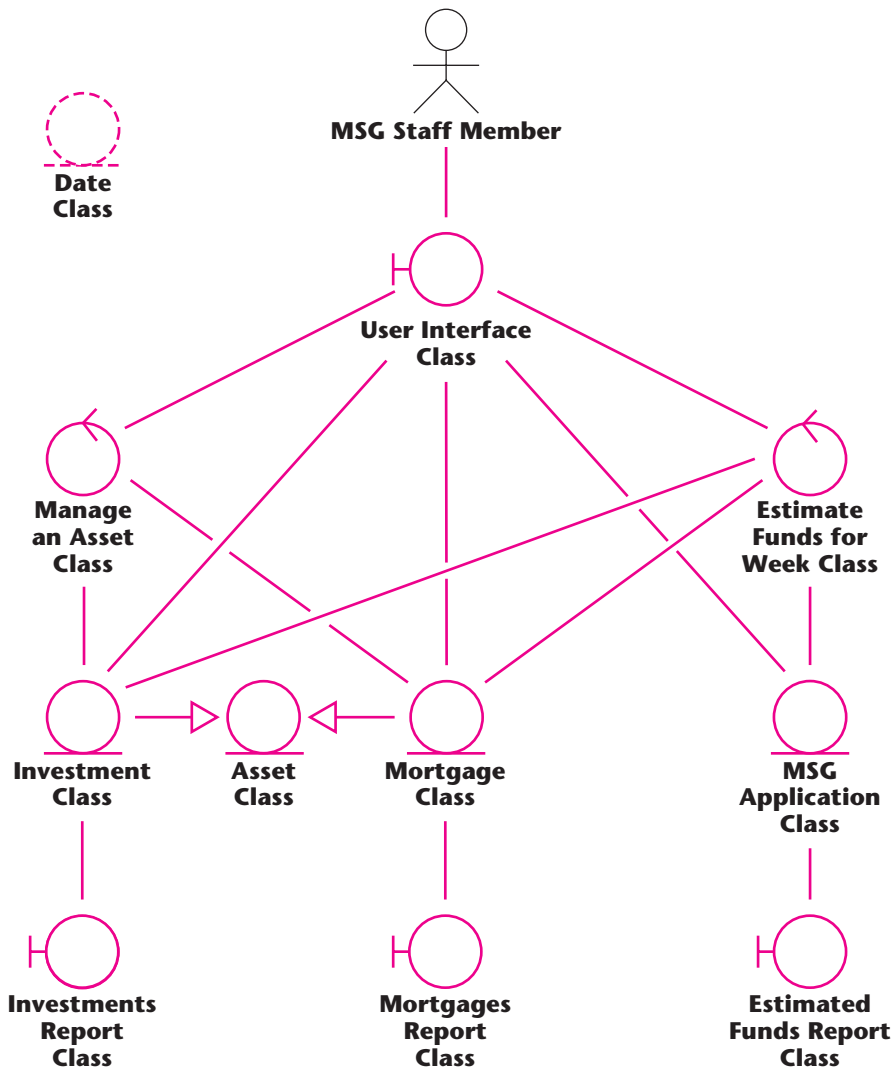 MSG Staff Member
Date
Class
User Interface
Class
Manage
an Asset
Class
Estimate
Funds for
Week Class
Investment
Class
Asset
Class
Mortgage
Class
MSG
Application
Class
Investments
Report
Class
Mortgages
Report
Class
Estimated
Funds Report
Class